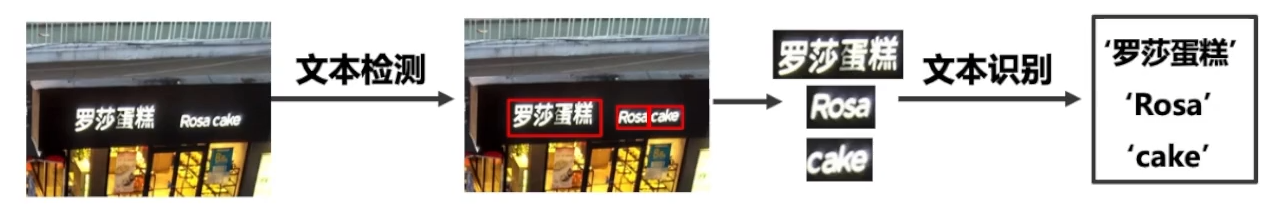 罗莎蛋糕 Rosa cake
文本检测
罗莎蛋糕 Rosa cake
罗莎蛋糕
Rosa
cake
文本识别
‘罗莎蛋糕’
‘Rosa’
‘cake’